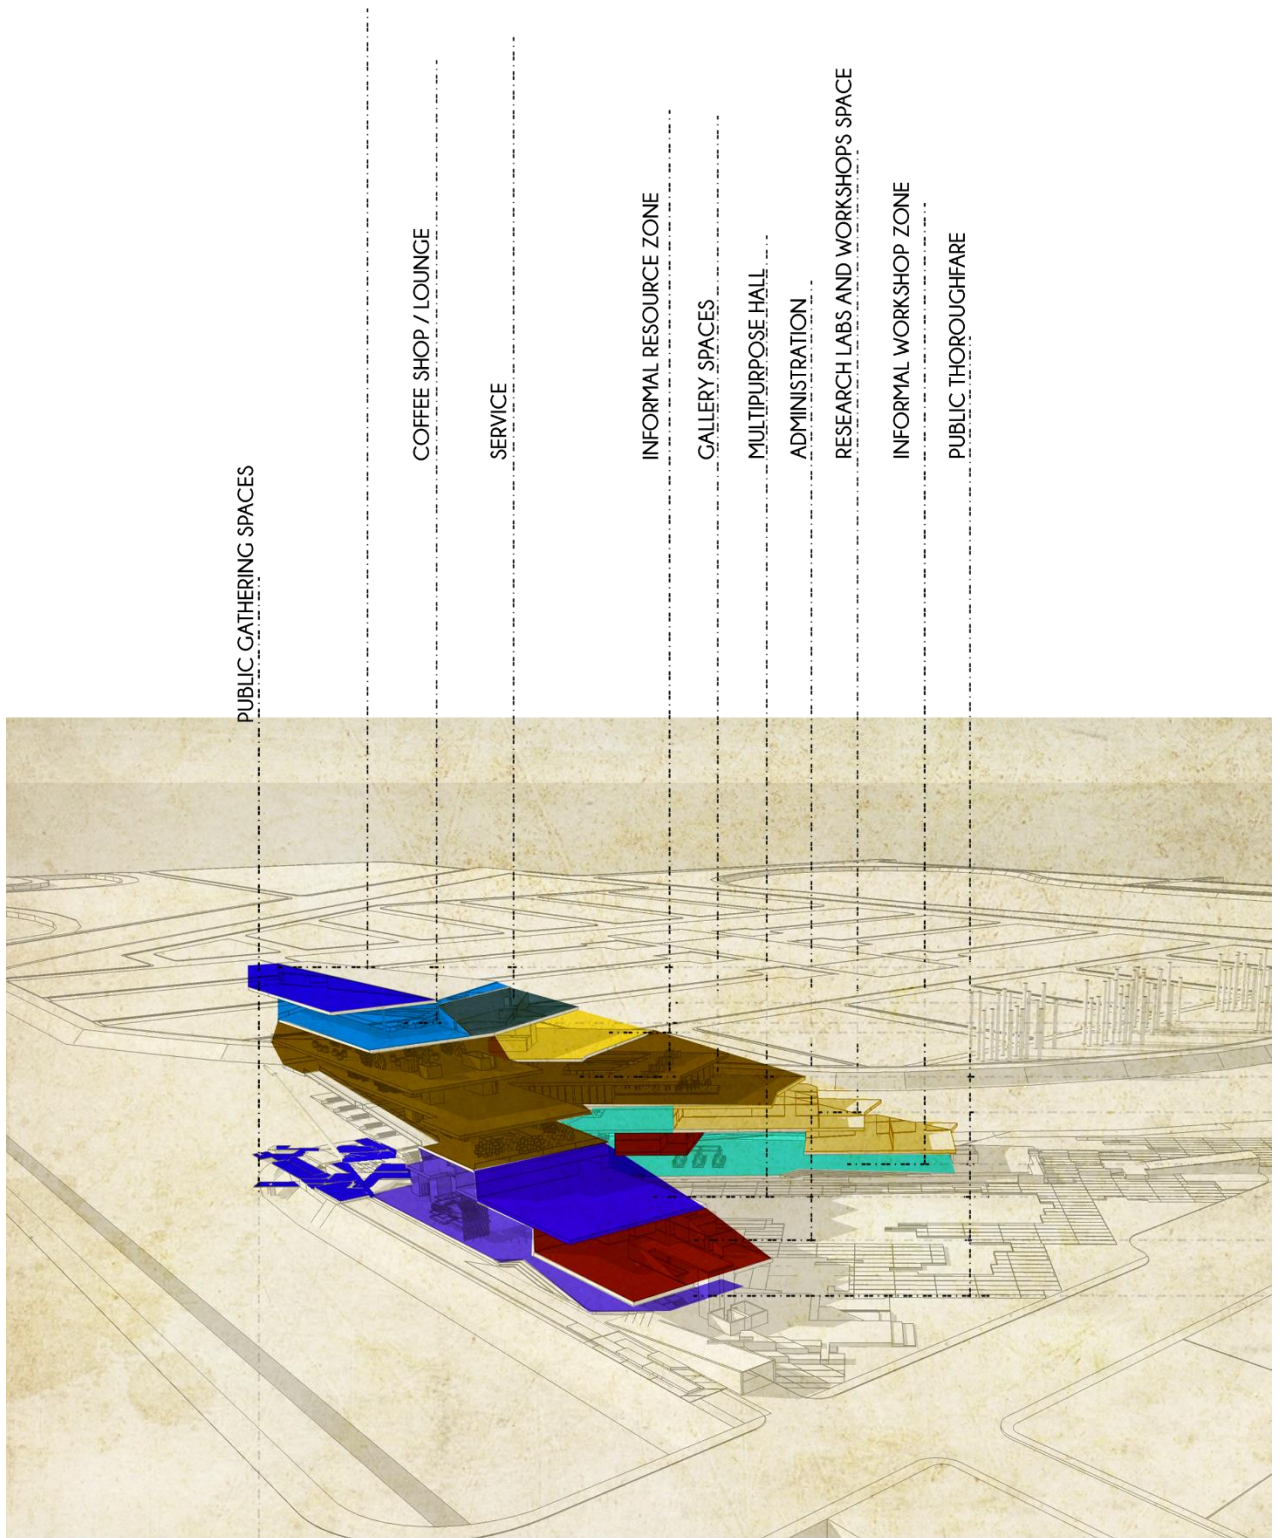 PUBLIC GATHERING SPACES
COFFEE SHOP / LOUNGE
SERVICE
INFORMAL RESOURCE ZONE
GALLERY SPACES
MULTIPURPOSE HALL
ADMINISTRATION
RESEARCH LABS AND WORKSHOPS SPACE
INFORMAL WORKSHOP ZONE
PUBLIC THOROUGHFARE